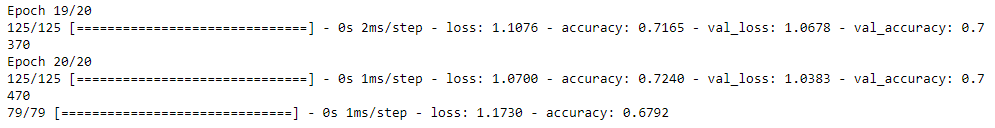 Epoch 19/20
125/125 [==============================] - 0s 2ms/step - loss: 1.1076 - accuracy: 0.7165 - val_loss: 1.0678 - val_accuracy: 0.7
370
Epoch 20/20
125/125 [==============================] - 0s 1ms/step - loss: 1.0700 - accuracy: 0.7240 - val_loss: 1.0383 - val_accuracy: 0.7
470
79/79 [==============================] - 0s 1ms/step - loss: 1.1730 - accuracy: 0.6792